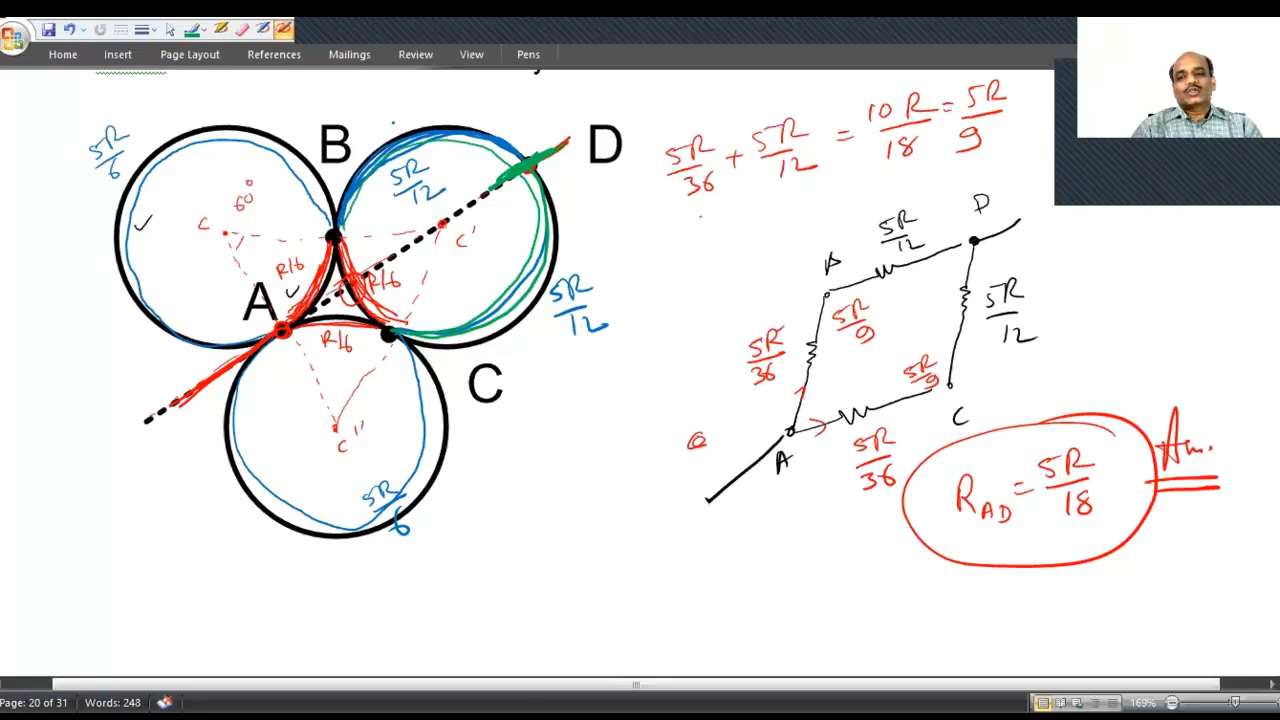 Home Insert Page Layout References Mailings Review View Pens
5R/6
B
D
5R/12
5R/36 + 5R/12 = 10R/18 = 5R/9
C
60°
C'
R/6
R/6
A
R/6
5R/12
C
C''
5R/6
D
5R/12
5R/12
5R/9
5R/36
5R/9
C
A
5R/36
R_AD = 5R/18
Ans.
Page: 20 of 31 Words: 248 169%